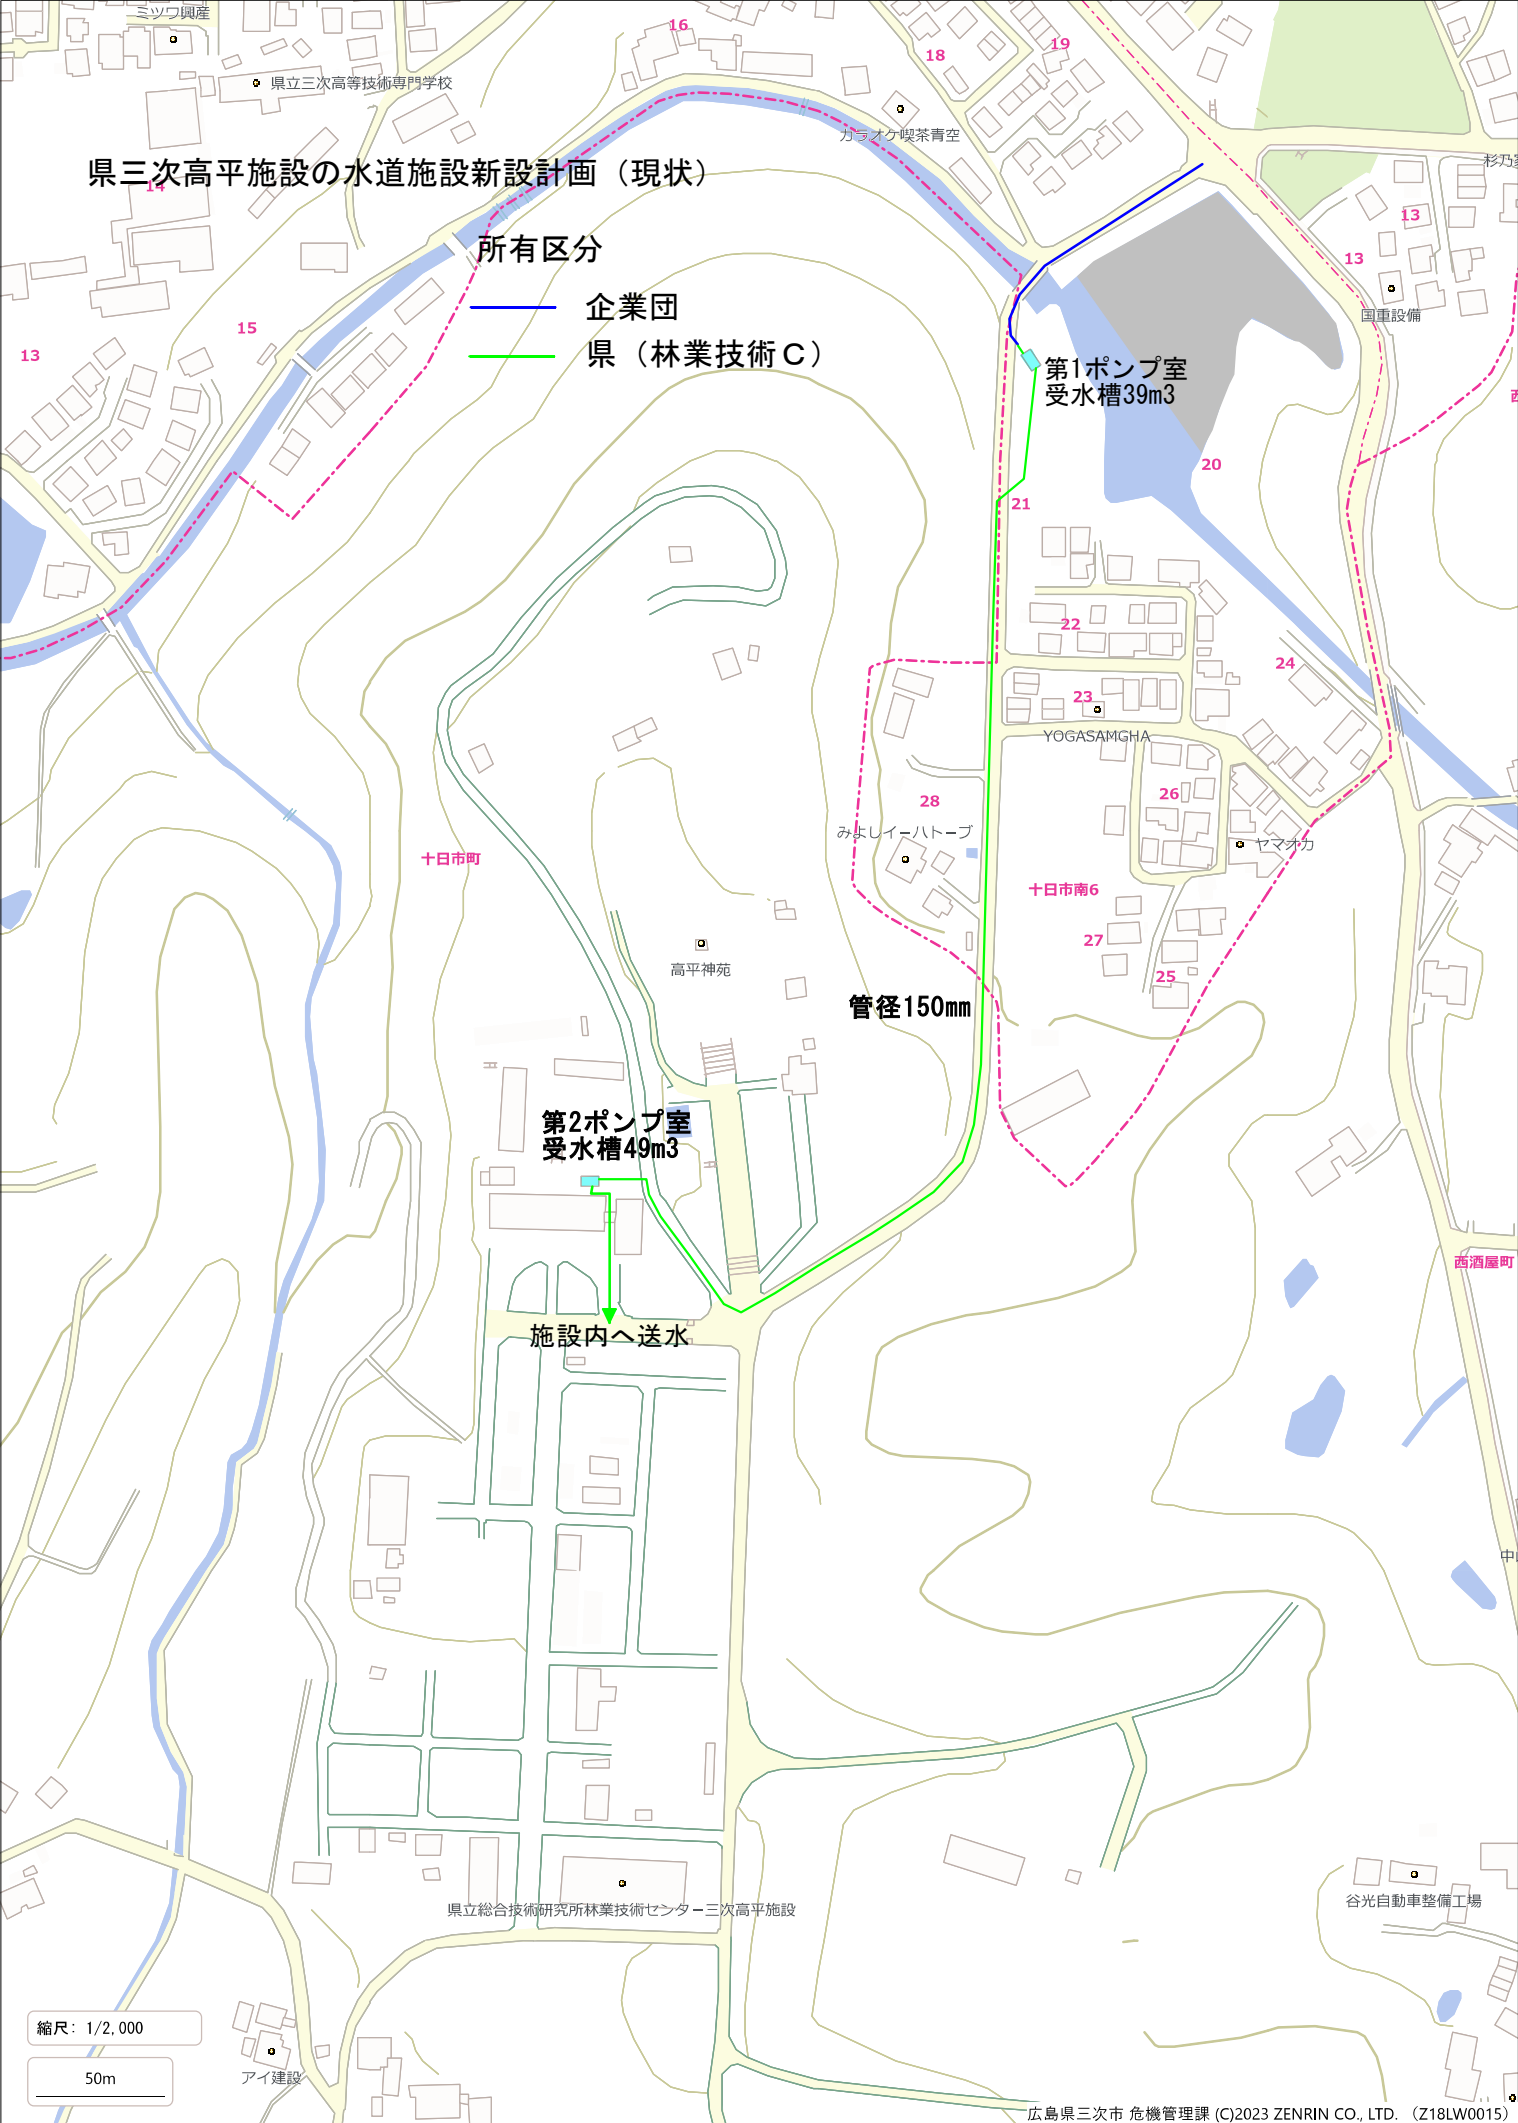 ミツワ興産
16
18
19
県立三次高等技術専門学校
カラオケ喫茶青空
県三次高平施設の水道施設新設計画（現状）
14
13
所有区分
13
企業団
国重設備
15
県（林業技術Ｃ）
13
第1ポンプ室
受水槽39m3
20
21
22
24
23
YOGASAMGHA
26
28
みよしイーハトーブ
ヤマオカ
十日市町
十日市南6
27
高平神苑
25
管径150mm
第2ポンプ室
受水槽49m3
西酒屋町
施設内へ送水
県立総合技術研究所林業技術センター三次高平施設
谷光自動車整備工場
縮尺: 1/2,000
50m
アイ建設
広島県三次市 危機管理課 (C)2023 ZENRIN CO., LTD. （Z18LW0015）